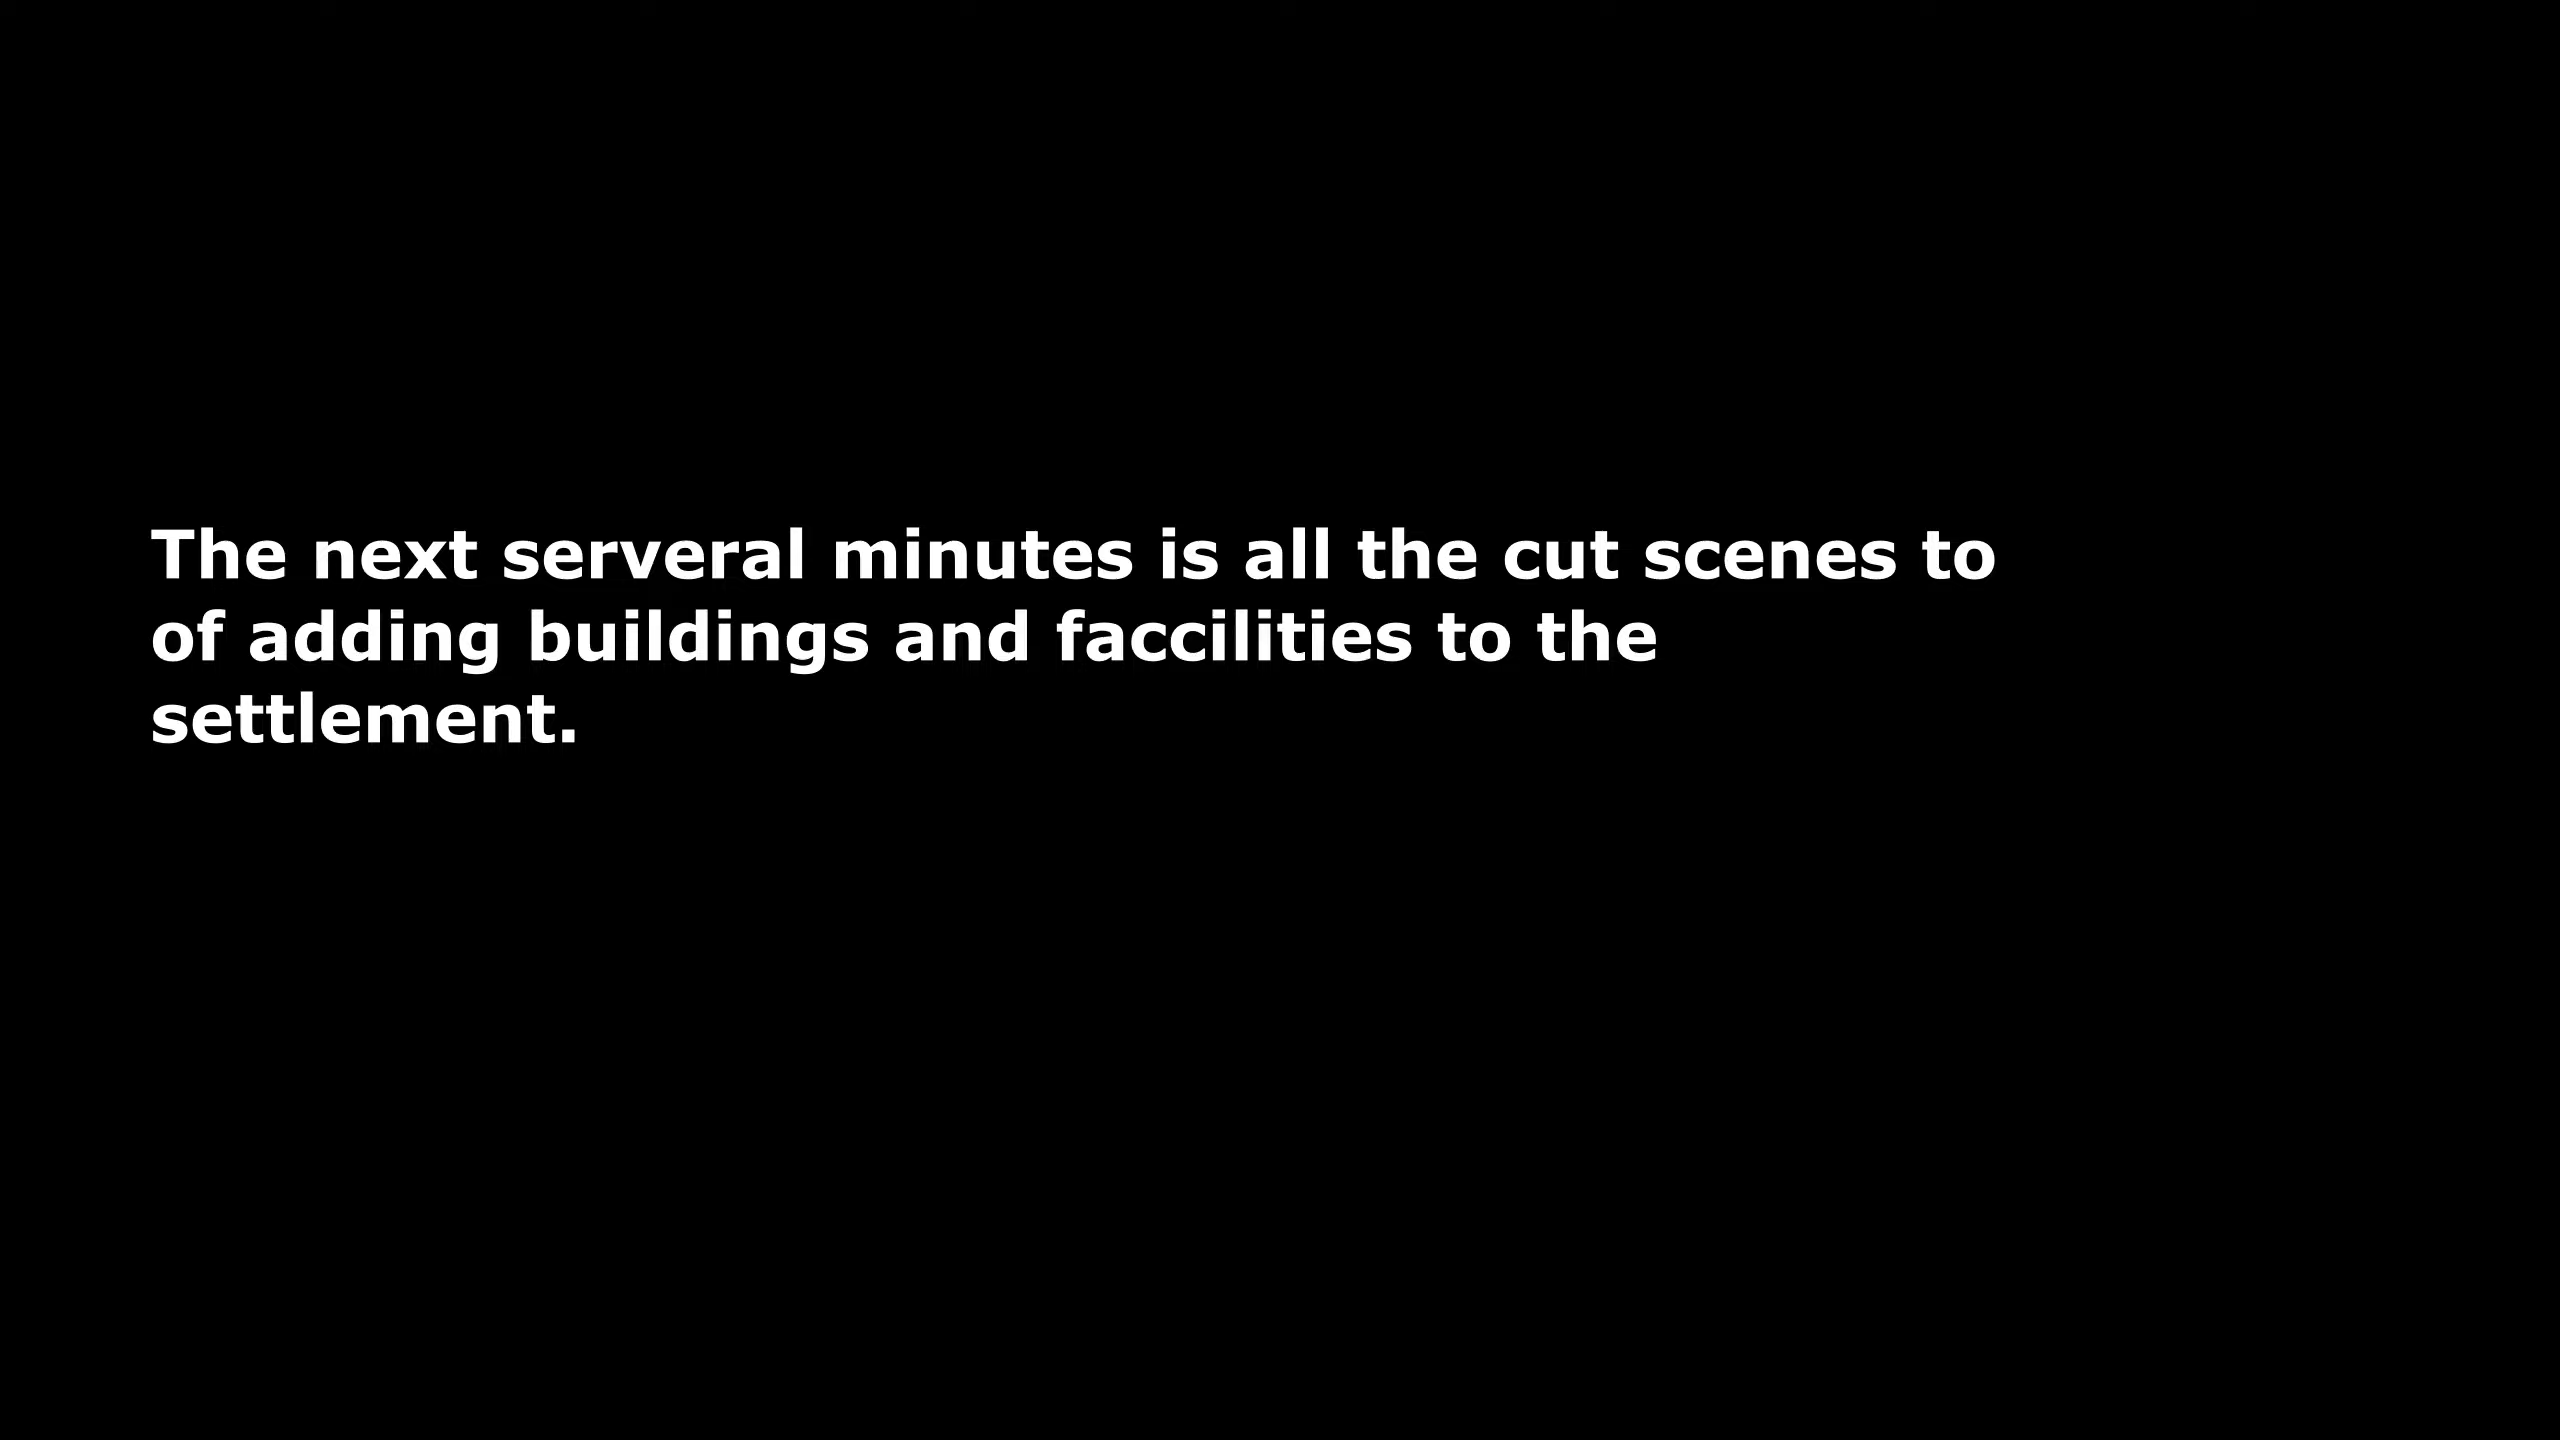 The next serveral minutes is all the cut scenes to
of adding buildings and faccilities to the
settlement.